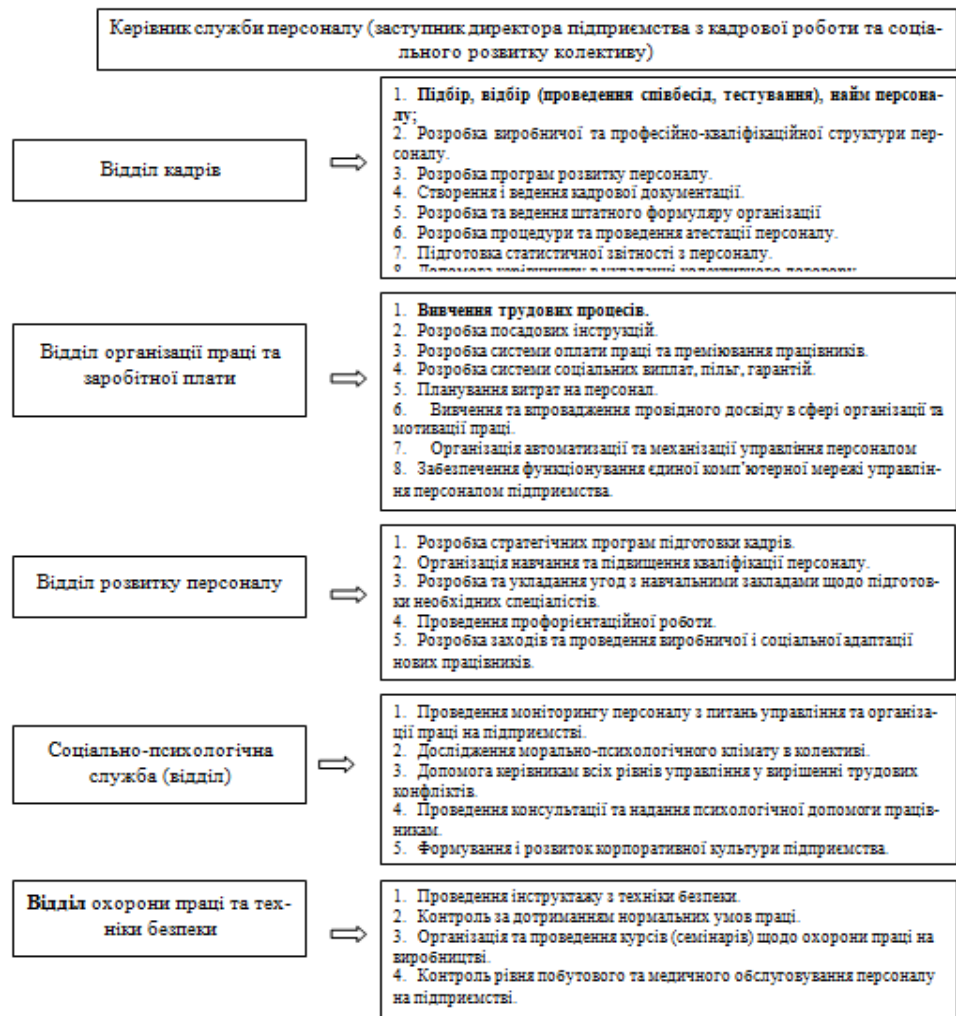 Керівник служби персоналу (заступник директора підприємства з кадрової роботи та соціа-
льного розвитку колективу)
Відділ кадрів
1. Підбір, відбір (проведення співбесід, тестування), найм персона-
лу;
2. Розробка виробничої та професійно-кваліфікаційної структури пер-
соналу.
3. Розробка програм розвитку персоналу.
4. Створення і ведення кадрової документації.
5. Розробка та ведення штатного формуляру організації
6. Розробка процедури та проведення атестації персоналу.
7. Підготовка статистичної звітності з персоналу.
8. Допомога керівництву в укладанні колективного договору
Відділ організації праці та
заробітної плати
1. Вивчення трудових процесів.
2. Розробка посадових інструкцій.
3. Розробка системи оплати праці та преміювання працівників.
4. Розробка системи соціальних виплат, пільг, гарантій.
5. Планування витрат на персонал.
6. Вивчення та впровадження провідного досвіду в сфері організації та
мотивації праці.
7. Організація автоматизації та механізації управління персоналом
8. Забезпечення функціонування єдиної комп’ютерної мережі управлін-
ня персоналом підприємства.
Відділ розвитку персоналу
1. Розробка стратегічних програм підготовки кадрів.
2. Організація навчання та підвищення кваліфікації персоналу.
3. Розробка та укладання угод з навчальними закладами щодо підготов-
ки необхідних спеціалістів.
4. Проведення профорієнтаційної роботи.
5. Розробка заходів та проведення виробничої і соціальної адаптації
нових працівників.
Соціально-психологічна
служба (відділ)
1. Проведення моніторингу персоналу з питань управління та організа-
ції праці на підприємстві.
2. Дослідження морально-психологічного клімату в колективі.
3. Допомога керівникам всіх рівнів управління у вирішенні трудових
конфліктів.
4. Проведення консультації та надання психологічної допомоги праців-
никам.
5. Формування і розвиток корпоративної культури підприємства.
Відділ охорони праці та тех-
ніки безпеки
1. Проведення інструктажу з техніки безпеки.
2. Контроль за дотриманням нормальних умов праці.
3. Організація та проведення курсів (семінарів) щодо охорони праці на
виробництві.
4. Контроль рівня побутового та медичного обслуговування персоналу
на підприємстві.